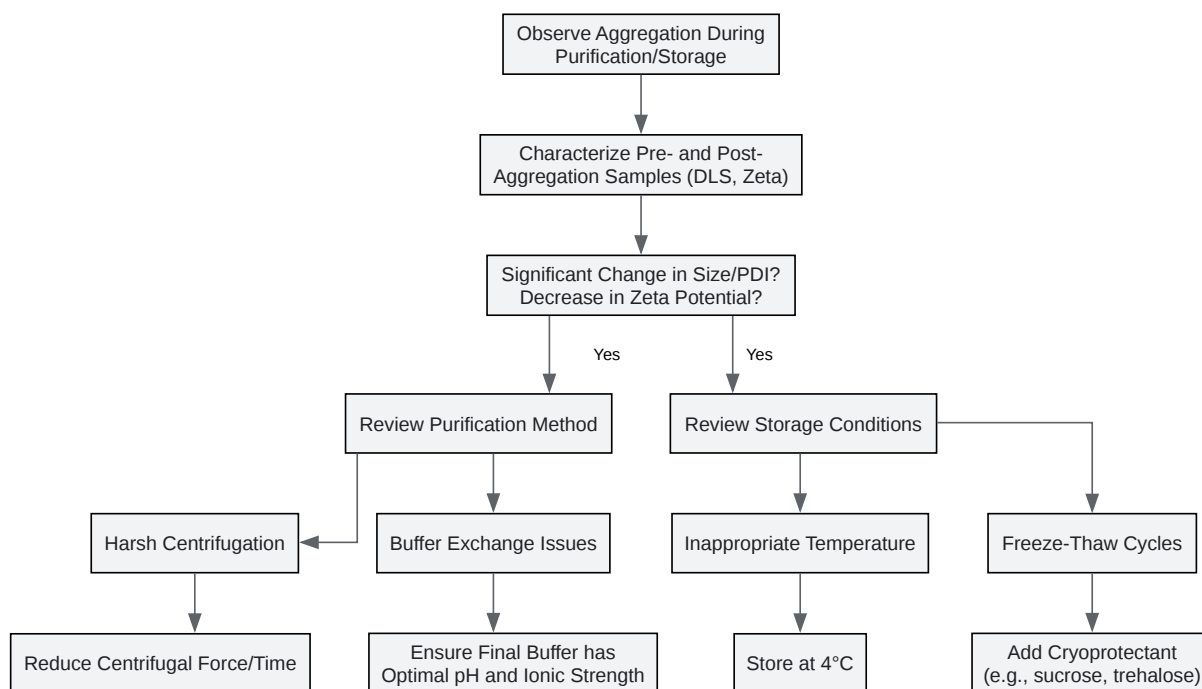 Observe Aggregation During
Purification/Storage
Characterize Pre- and Post-
Aggregation Samples (DLS, Zeta)
Significant Change in Size/PDI?
Decrease in Zeta Potential?
Yes
Yes
Review Purification Method
Review Storage Conditions
Harsh Centrifugation
Buffer Exchange Issues
Inappropriate Temperature
Freeze-Thaw Cycles
Reduce Centrifugal Force/Time
Ensure Final Buffer has
Optimal pH and Ionic Strength
Store at 4°C
Add Cryoprotectant
(e.g., sucrose, trehalose)